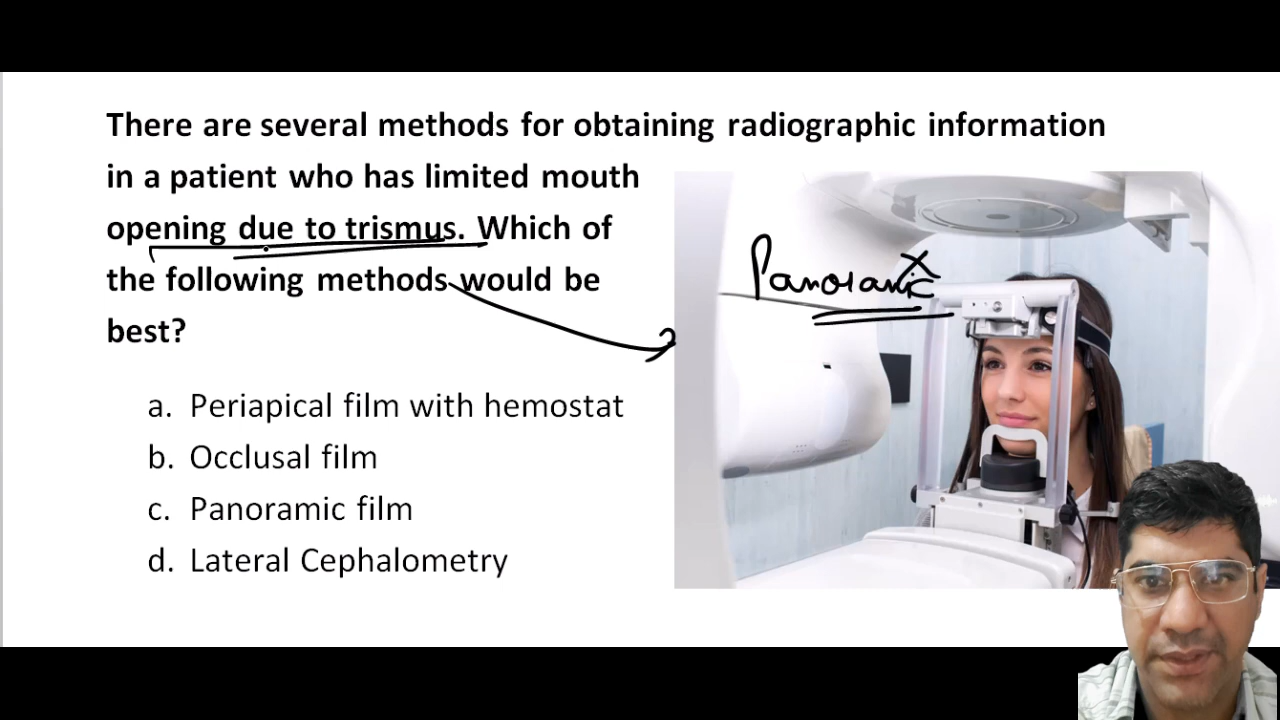 There are several methods for obtaining radiographic information
in a patient who has limited mouth
opening due to trismus. Which of
the following methods would be
best?
a. Periapical film with hemostat
b. Occlusal film
c. Panoramic film
d. Lateral Cephalometry
Panoramic